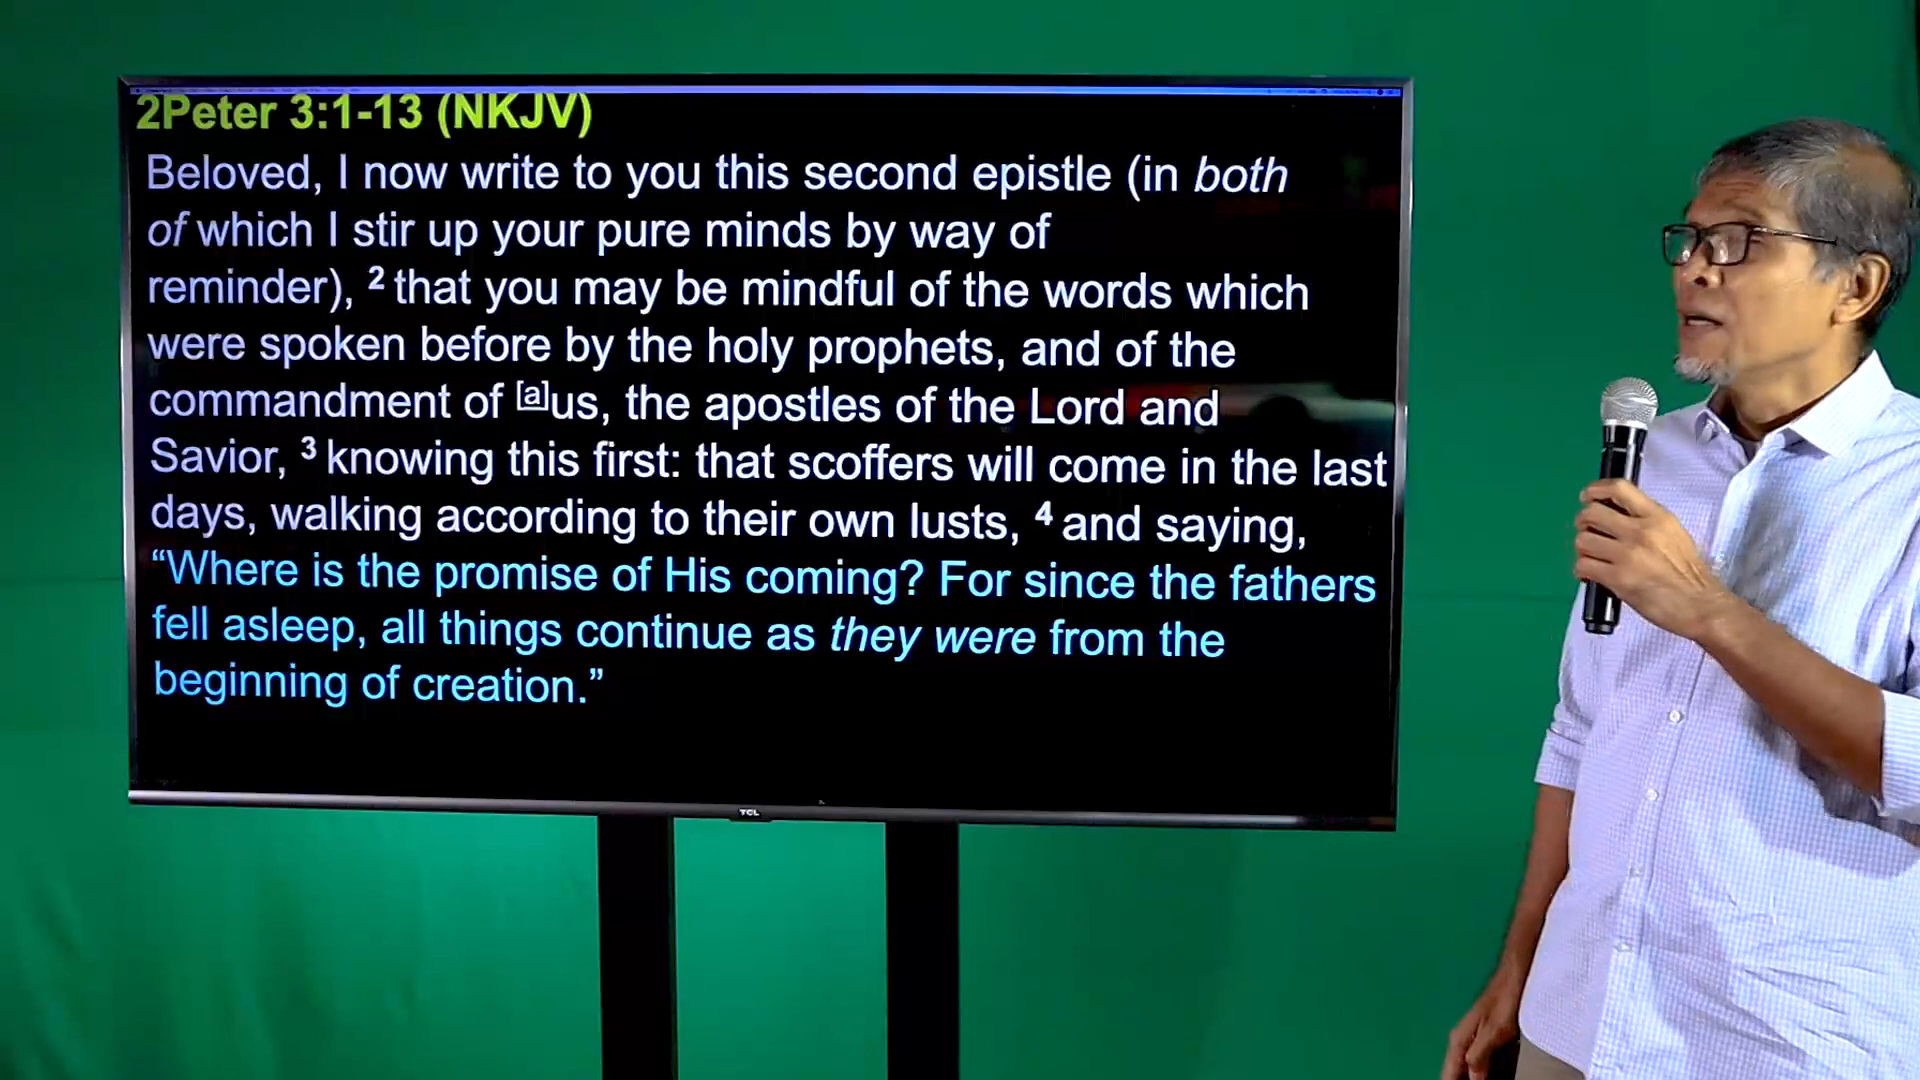 2Peter 3:1-13 (NKJV)
Beloved, I now write to you this second epistle (in both
of which I stir up your pure minds by way of
reminder), 2 that you may be mindful of the words which
were spoken before by the holy prophets, and of the
commandment of [a]us, the apostles of the Lord and
Savior, 3 knowing this first: that scoffers will come in the last
days, walking according to their own lusts, 4 and saying,
“Where is the promise of His coming? For since the fathers
fell asleep, all things continue as they were from the
beginning of creation.”
TCL